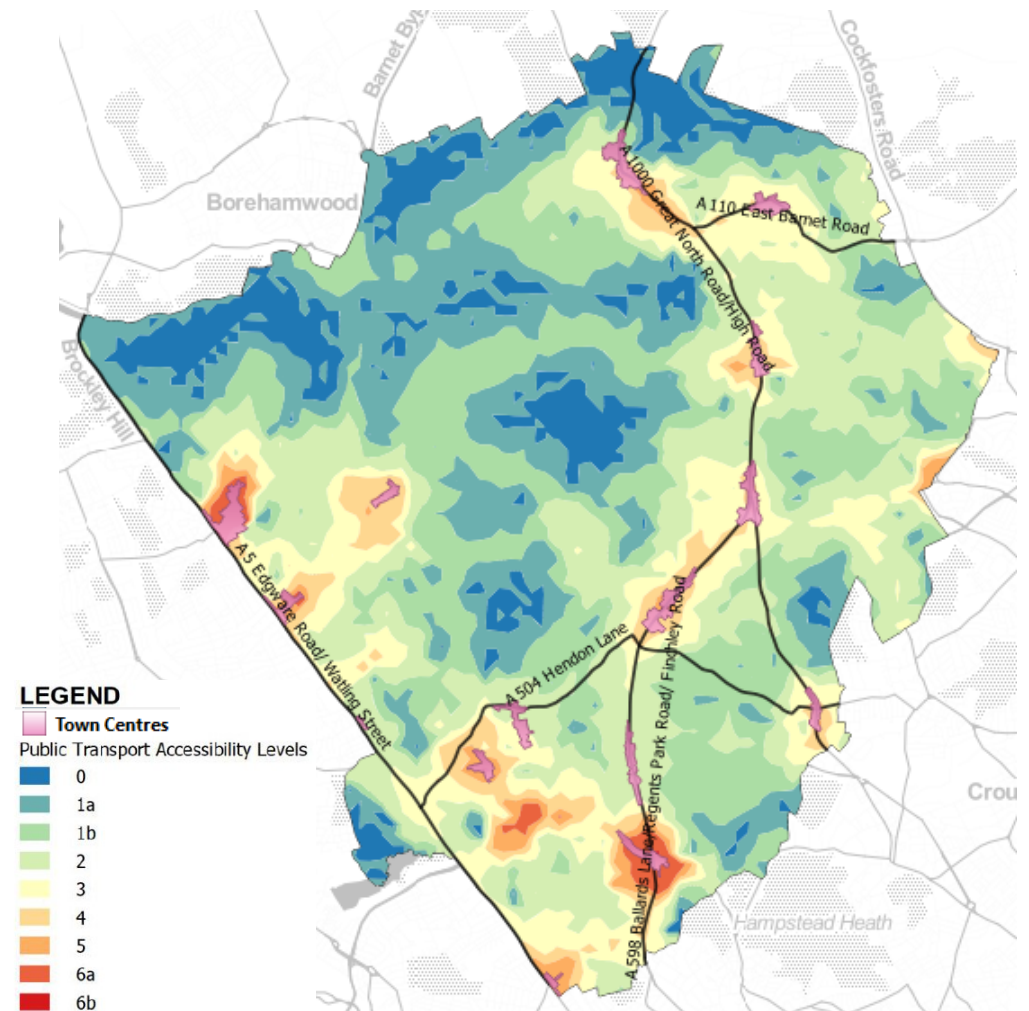 Barnet By
Cockfosters Road
Borehamwood
A1000 Great North Road/High Road
A110 East Barnet Road
Brockley Hill
A5 Edgware Road/ Watling Street
A504 Hendon Lane
A598 Ballards Lane/Regents Park Road/ Finchley Road
Crou
Hampstead Heath
LEGEND
Town Centres
Public Transport Accessibility Levels
0
1a
1b
2
3
4
5
6a
6b